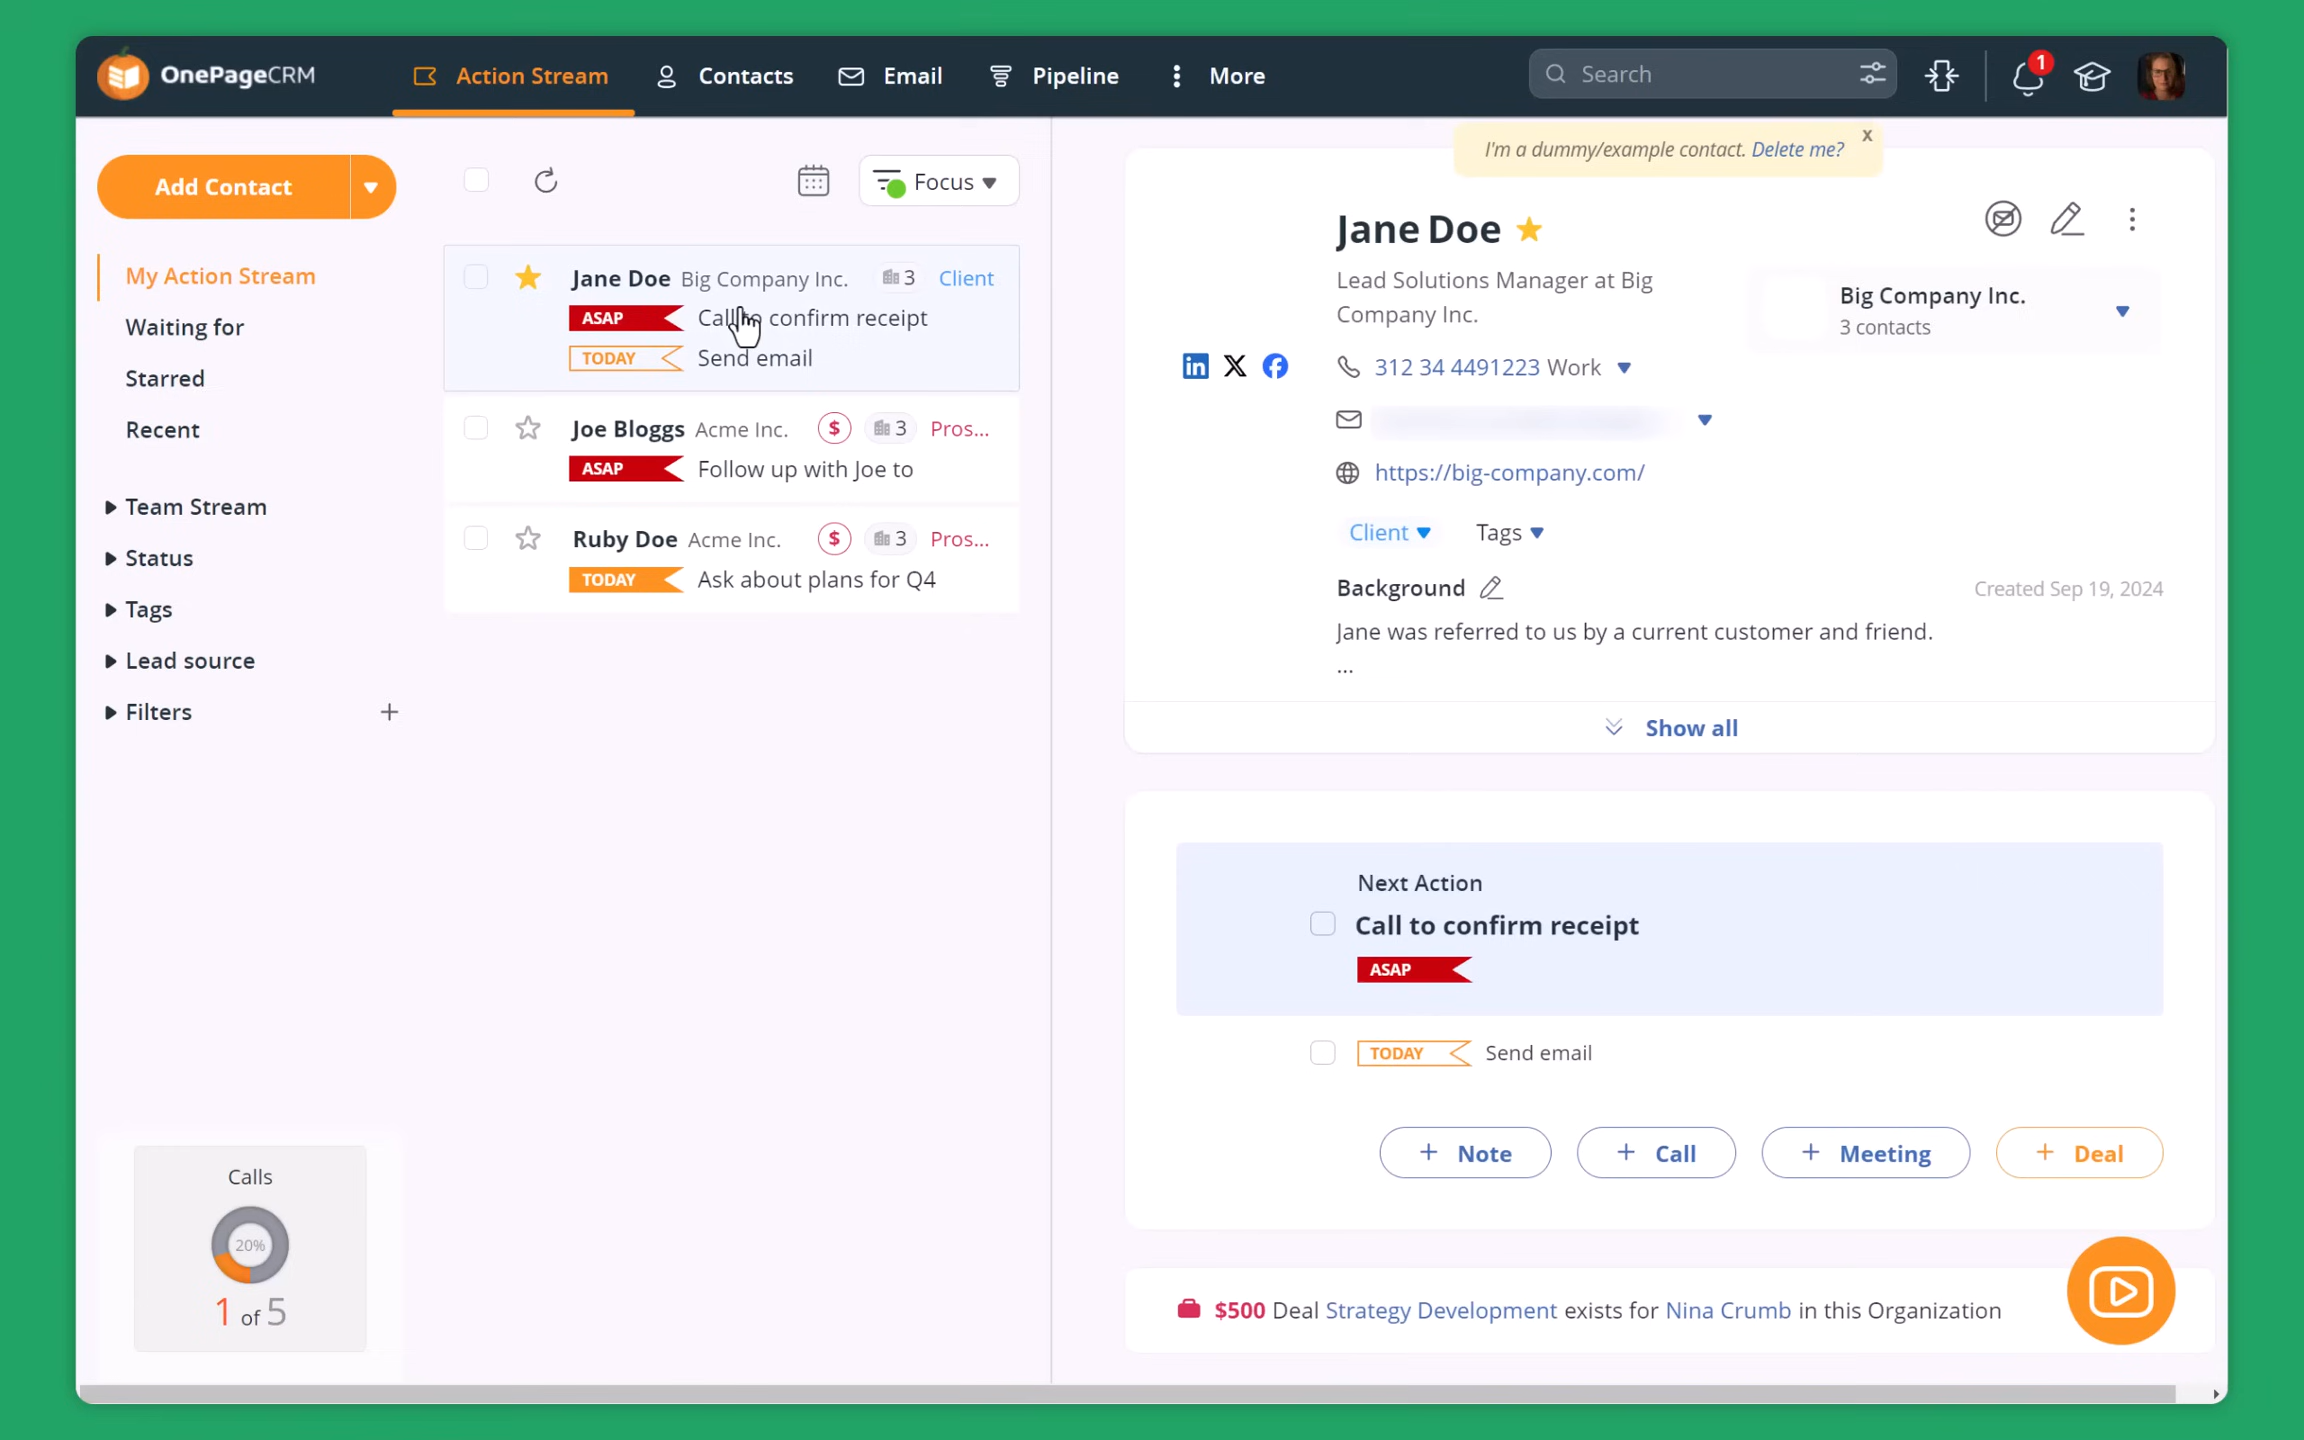 OnePageCRM
Action Stream
Contacts
Email
Pipeline
More
Search
1
Add Contact
My Action Stream
Waiting for
Starred
Recent
Team Stream
Status
Tags
Lead source
Filters
Calls
20%
1 of 5
Focus
Jane Doe Big Company Inc. 3 Client
ASAP Call to confirm receipt
TODAY Send email
Joe Bloggs Acme Inc. $ 3 Pros...
ASAP Follow up with Joe to
Ruby Doe Acme Inc. $ 3 Pros...
TODAY Ask about plans for Q4
I'm a dummy/example contact. Delete me? x
Jane Doe
Lead Solutions Manager at Big
Company Inc.
Big Company Inc.
3 contacts
312 34 4491223 Work
https://big-company.com/
Client Tags
Background
Created Sep 19, 2024
Jane was referred to us by a current customer and friend.
...
Show all
Next Action
Call to confirm receipt
ASAP
TODAY Send email
+ Note + Call + Meeting + Deal
$500 Deal Strategy Development exists for Nina Crumb in this Organization